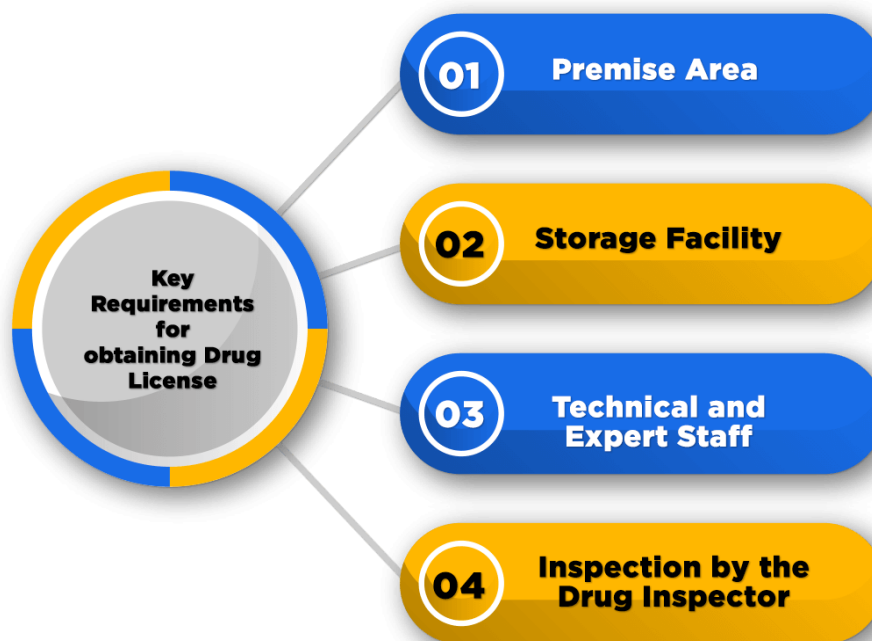 Key
Requirements
for
obtaining Drug
License
01
Premise Area
02
Storage Facility
03
Technical and
Expert Staff
04
Inspection by the
Drug Inspector